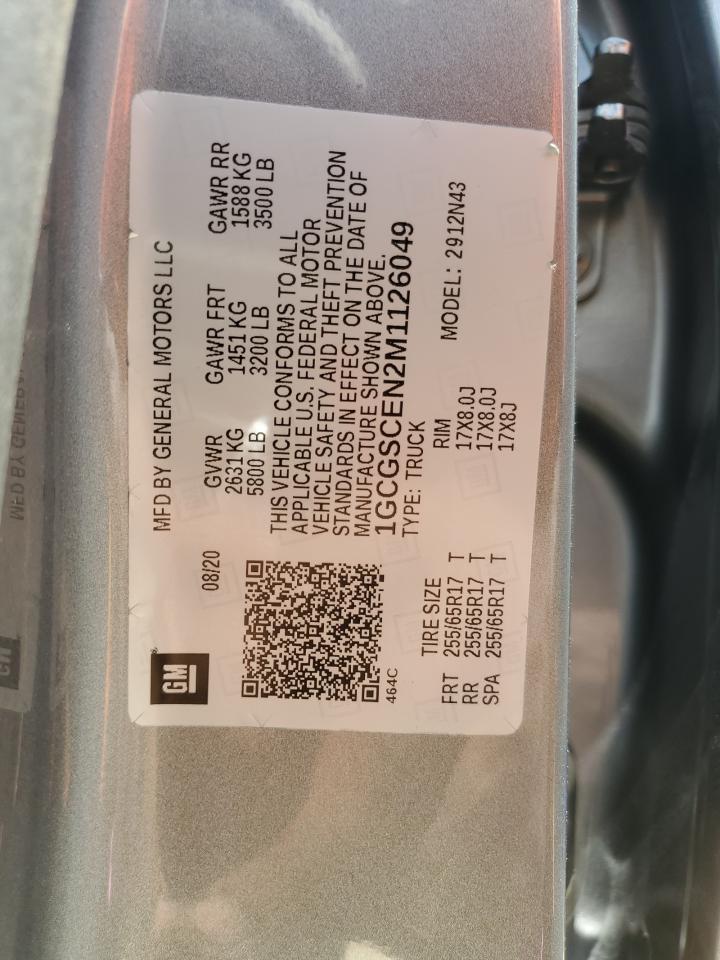 GM
MFD BY GENERAL MOTORS LLC
08/20
GVWR GAWR FRT GAWR RR
2631 KG 1451 KG 1588 KG
5800 LB 3200 LB 3500 LB
THIS VEHICLE CONFORMS TO ALL
APPLICABLE U.S. FEDERAL MOTOR
VEHICLE SAFETY AND THEFT PREVENTION
STANDARDS IN EFFECT ON THE DATE OF
MANUFACTURE SHOWN ABOVE.
1GCGSCEN2M1126049
464C
TYPE: TRUCK
TIRE SIZE RIM MODEL: 2912N43
FRT 255/65R17 T 17X8.0J
RR 255/65R17 T 17X8.0J
SPA 255/65R17 T 17X8J
MFD BY GENERAL